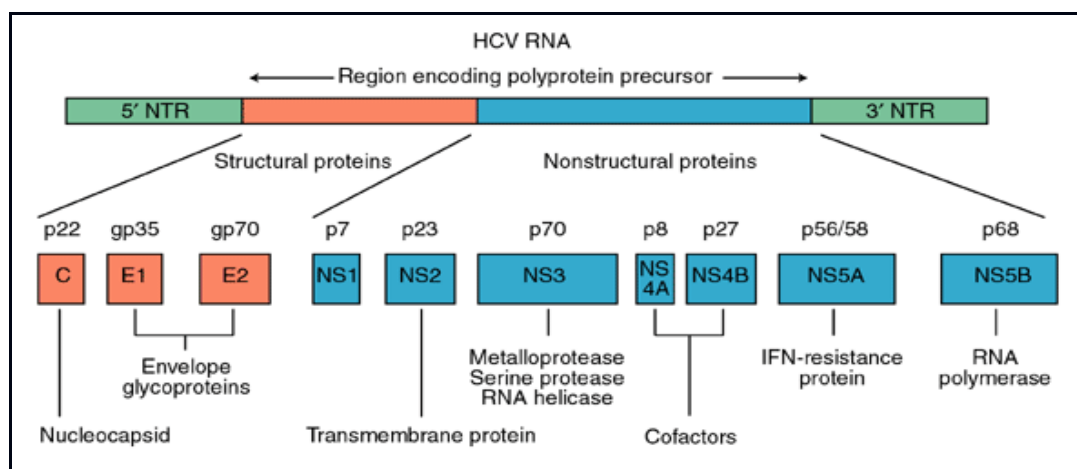 HCV RNA
Region encoding polyprotein precursor
5′ NTR
3′ NTR
Structural proteins
Nonstructural proteins
p22 gp35 gp70 p7 p23 p70 p8 p27 p56/58 p68
C E1 E2 NS1 NS2 NS3 NS 4A NS4B NS5A NS5B
Envelope
glycoproteins
Metalloprotease
Serine protease
RNA helicase
IFN-resistance
protein
RNA
polymerase
Nucleocapsid
Transmembrane protein
Cofactors